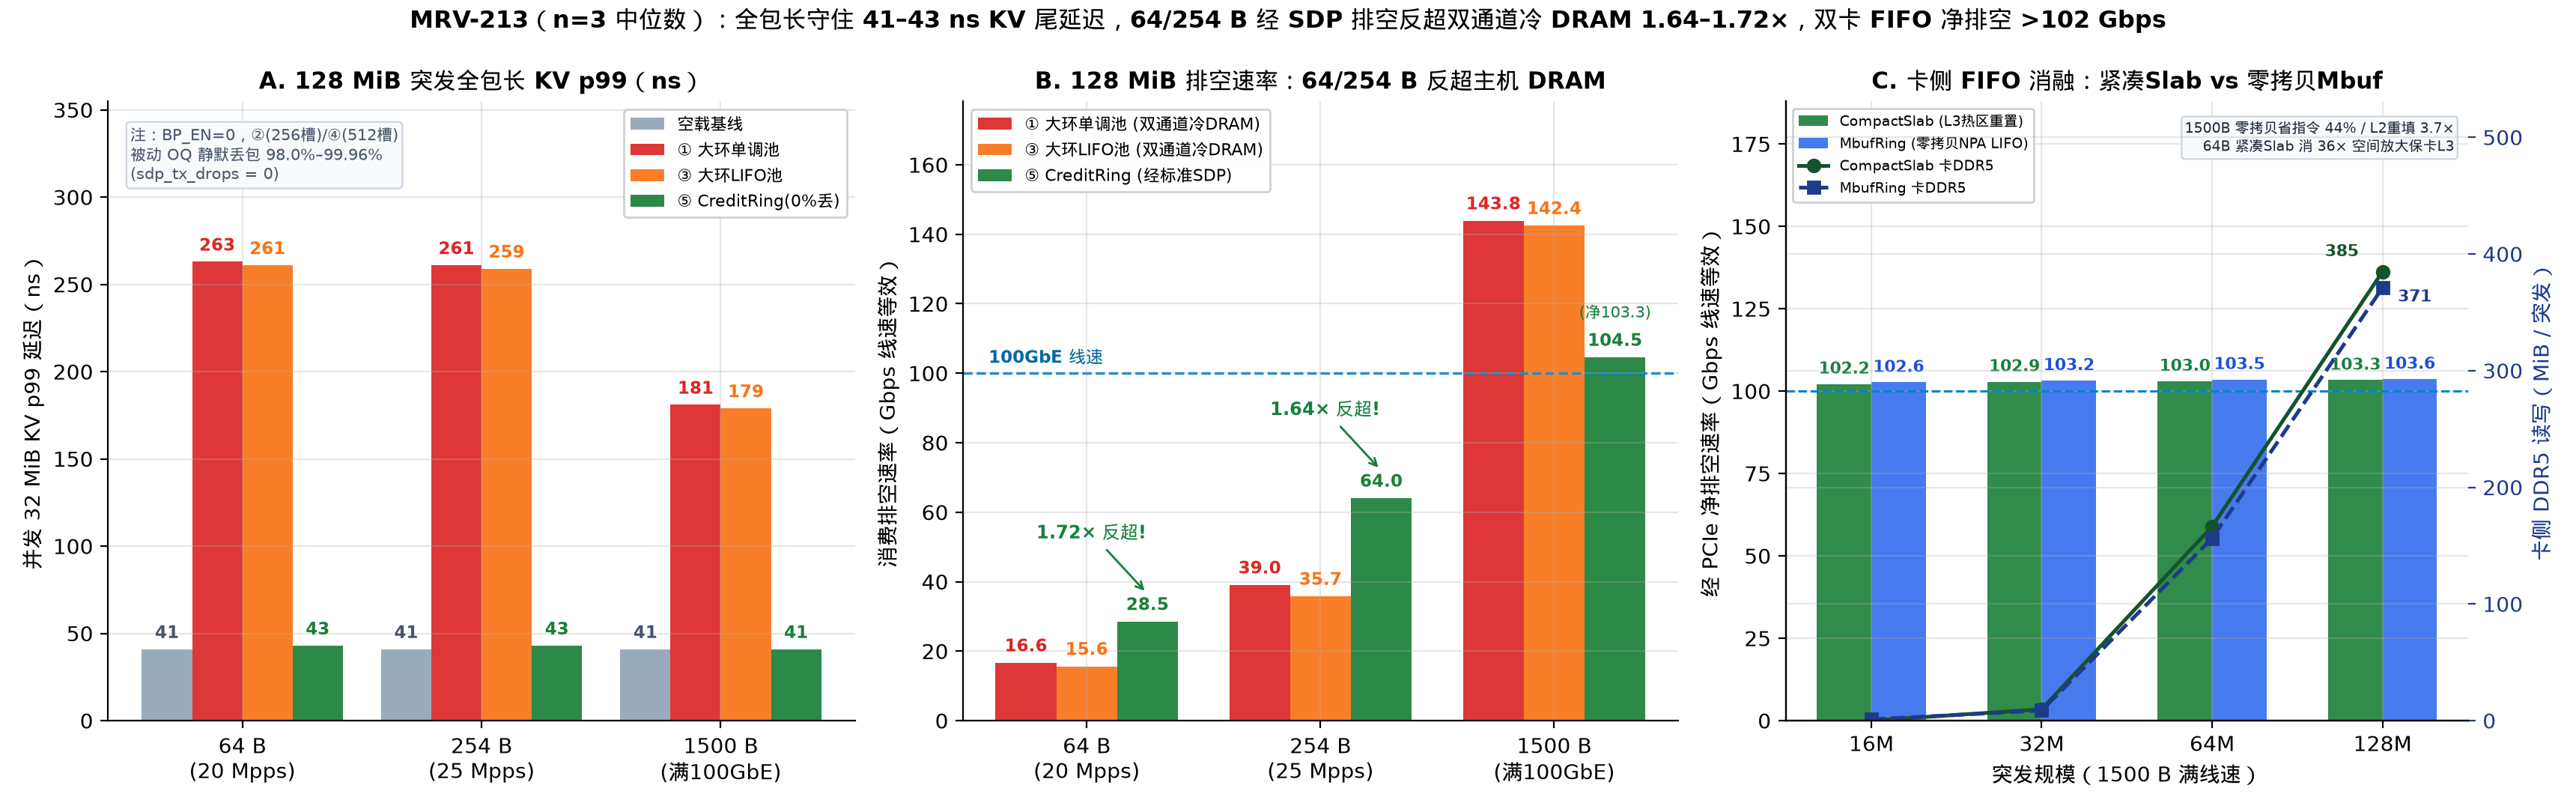 MRV-213（n=3 中位数）: 全包长守住 41–43 ns KV 尾延迟，64/254 B 经 SDP 排空反超双通道冷 DRAM 1.64–1.72×，双卡 FIFO 净排空 >102 Gbps
A. 128 MiB 突发全包长 KV p99（ns）
并发 32 MiB KV p99 延迟（ns）
350
300
250
200
150
100
50
0
注：BP_EN=0，②(256槽)/④(512槽)
被动 OQ 静默丢包 98.0%–99.96%
(sdp_tx_drops = 0)
空载基线
① 大环单调池
③ 大环LIFO池
⑤ CreditRing(0%丢)
41
263
261
43
41
261
259
43
41
181
179
41
64 B
(20 Mpps)
254 B
(25 Mpps)
1500 B
(满100GbE)
B. 128 MiB 排空速率：64/254 B 反超主机 DRAM
消费排空速率（Gbps 线速等效）
160
140
120
100
80
60
40
20
0
① 大环单调池 (双通道冷DRAM)
③ 大环LIFO池 (双通道冷DRAM)
⑤ CreditRing (经标准SDP)
100GbE 线速
1.72× 反超!
1.64× 反超!
16.6
15.6
28.5
39.0
35.7
64.0
143.8
142.4
(净103.3)
104.5
64 B
(20 Mpps)
254 B
(25 Mpps)
1500 B
(满100GbE)
C. 卡侧 FIFO 消融：紧凑Slab vs 零拷贝Mbuf
经 PCIe 净排空速率（Gbps 线速等效）
175
150
125
100
75
50
25
0
CompactSlab (L3热区重置)
MbufRing (零拷贝NPA LIFO)
CompactSlab 卡DDR5
MbufRing 卡DDR5
1500B 零拷贝省指令 44% / L2重填 3.7×
64B 紧凑Slab 消 36× 空间放大保卡L3
385
371
102.2
102.6
102.9
103.2
103.0
103.5
103.3
103.6
500
400
300
200
100
0
卡侧 DDR5 读写（MiB / 突发）
16M
32M
64M
128M
突发规模（1500 B 满线速）